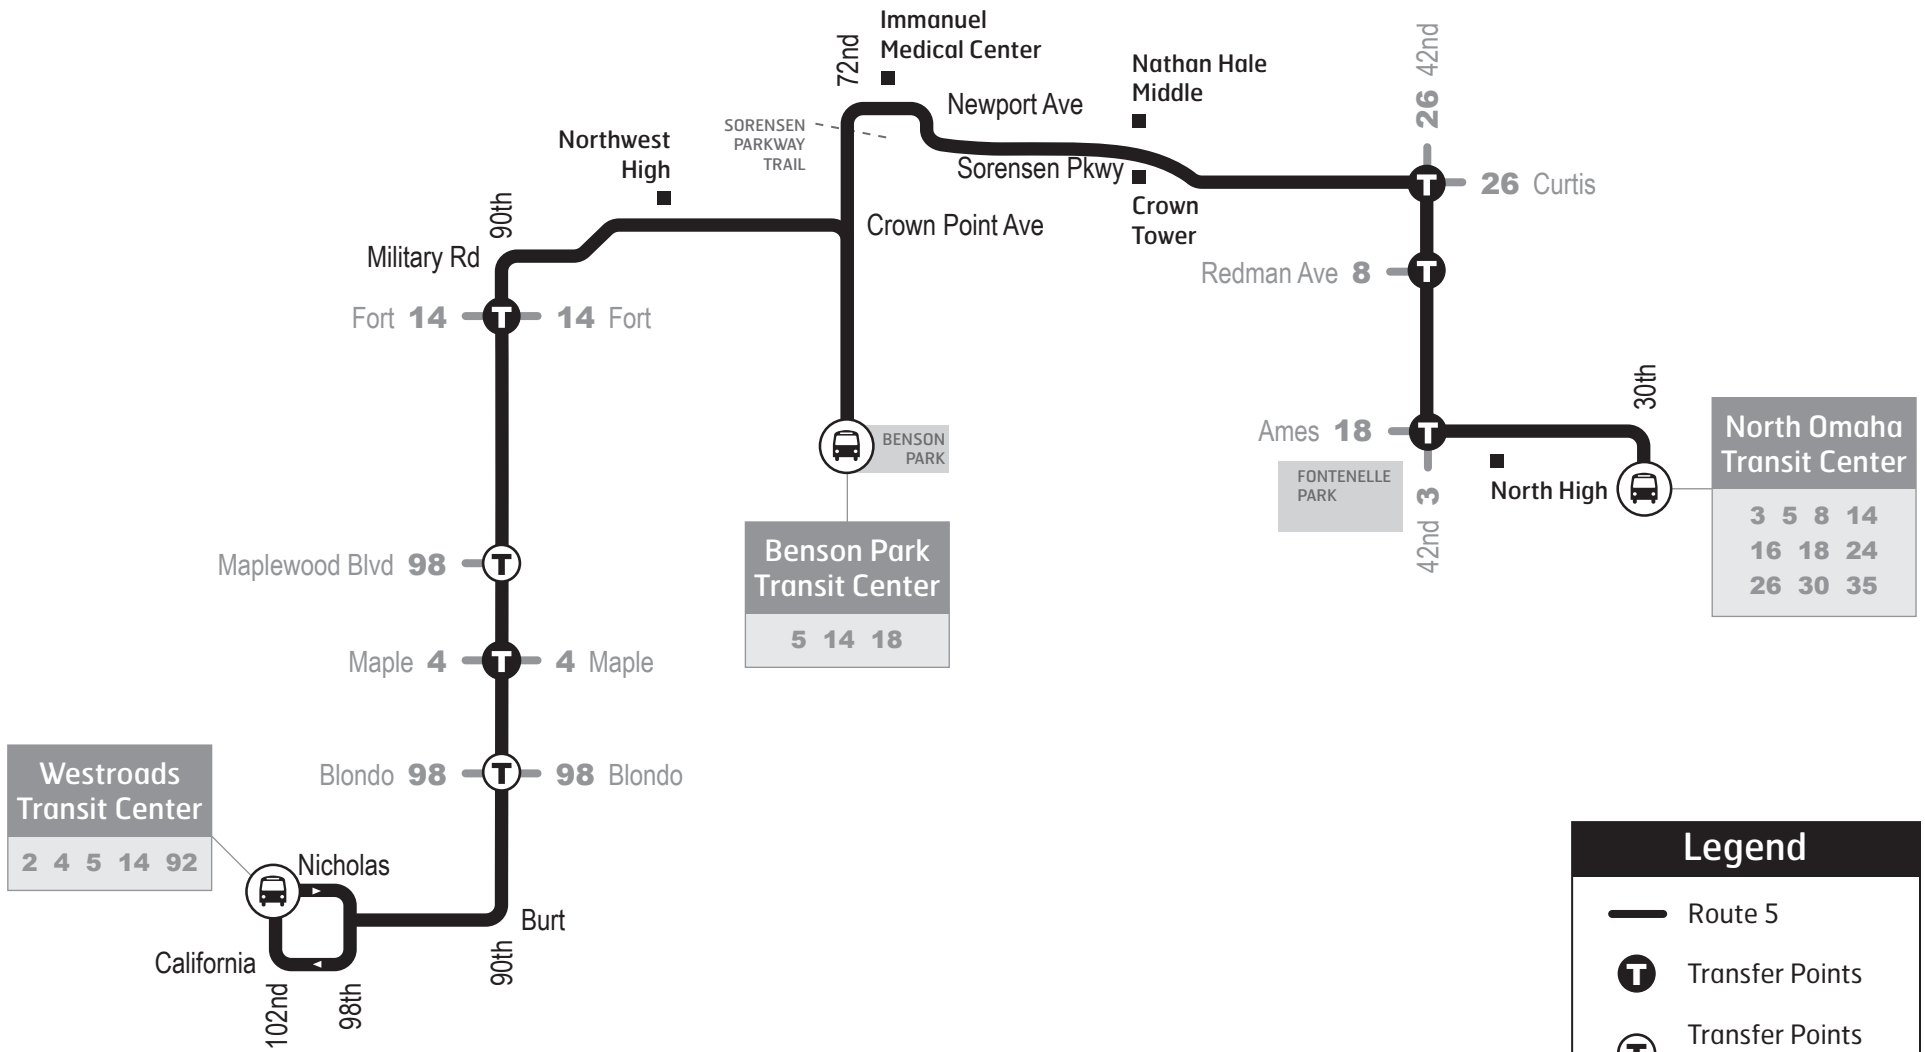 Immanuel
Medical Center
72nd
Newport Ave
SORENSEN
PARKWAY
TRAIL
Nathan Hale
Middle
Sorensen Pkwy
Crown
Tower
26 42nd
T
26 Curtis
Northwest
High
90th
Military Rd
Crown Point Ave
Redman Ave 8
T
Fort 14
T
14 Fort
Ames 18
T
30th
BENSON
PARK
FONTENELLE
PARK
42nd 3
North High
North Omaha
Transit Center
3 5 8 14
16 18 24
26 30 35
Benson Park
Transit Center
5 14 18
Maplewood Blvd 98
T
Maple 4
T
4 Maple
Blondo 98
T
98 Blondo
Westroads
Transit Center
2 4 5 14 92
Nicholas
Burt
California
102nd
98th
90th
Legend
Route 5
T
Transfer Points
T
Transfer Points